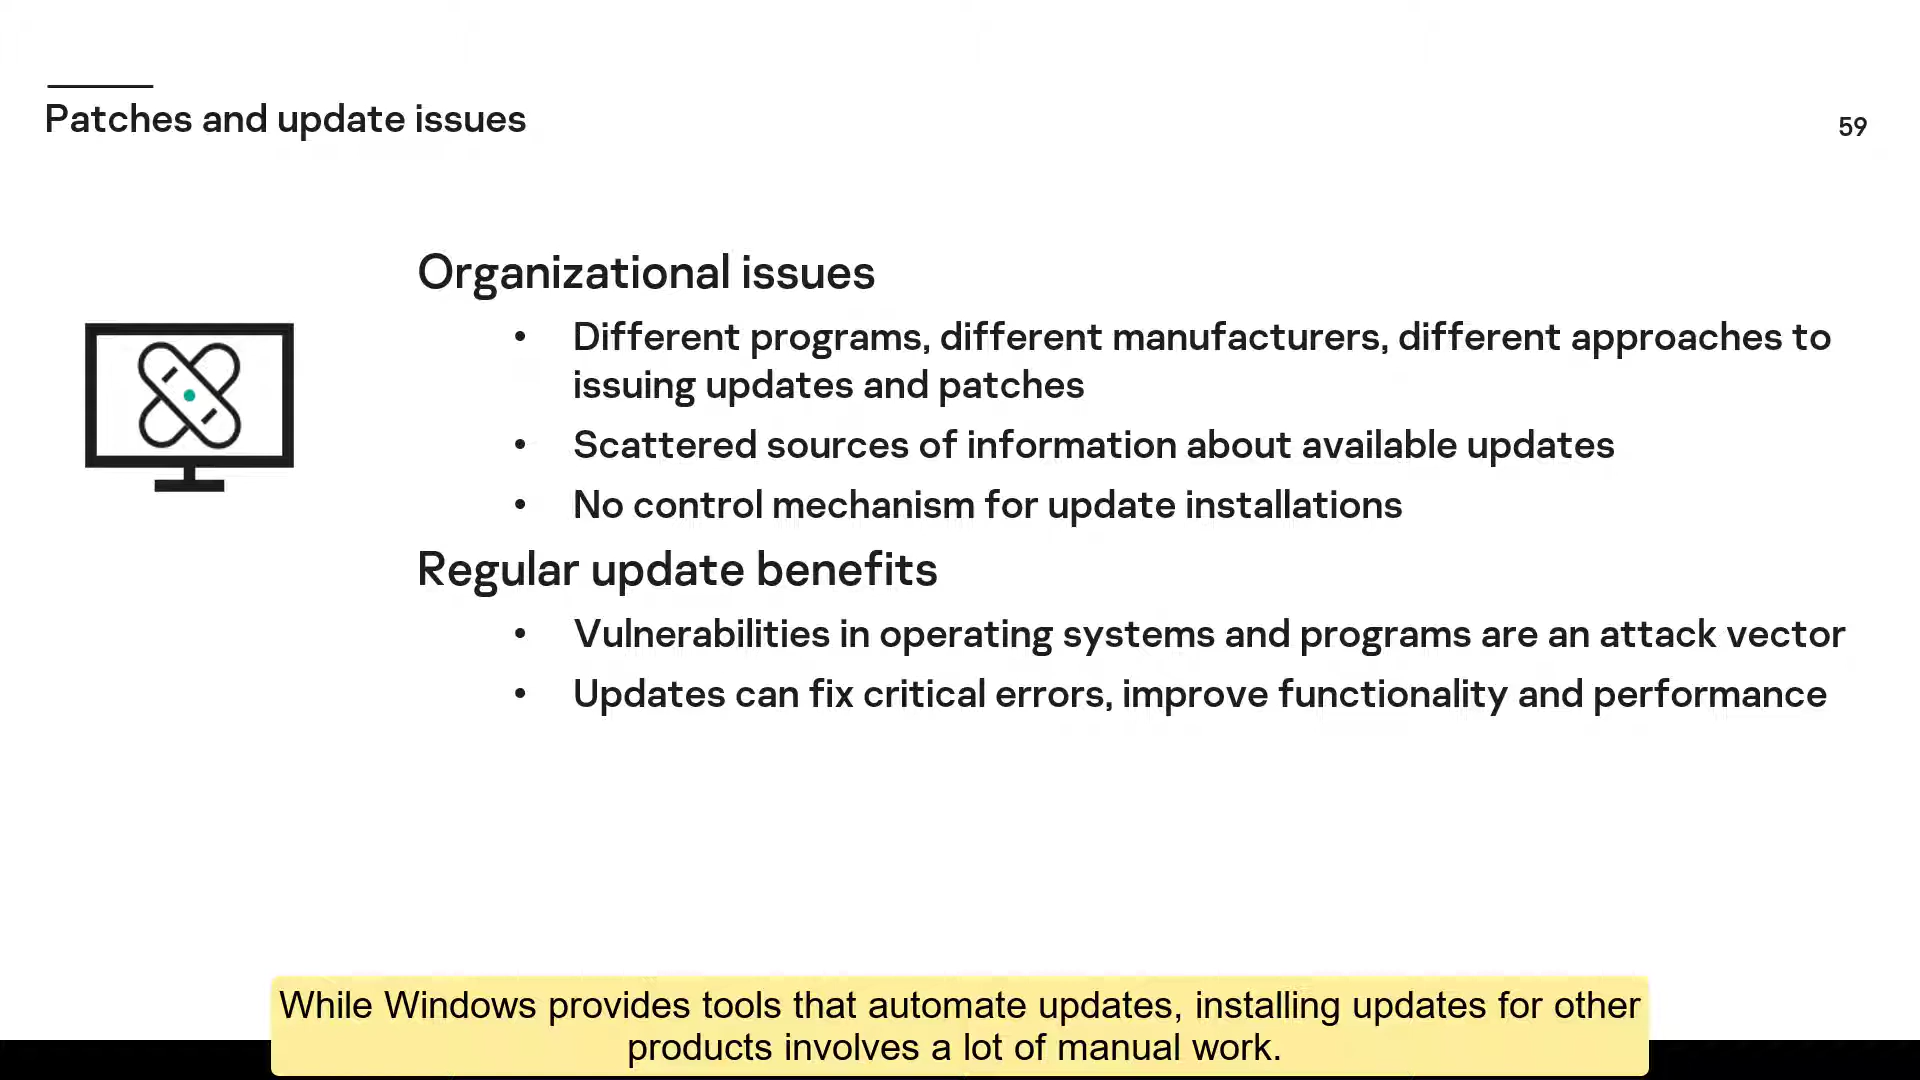 Patches and update issues
59
Organizational issues
• Different programs, different manufacturers, different approaches to
issuing updates and patches
• Scattered sources of information about available updates
• No control mechanism for update installations
Regular update benefits
• Vulnerabilities in operating systems and programs are an attack vector
• Updates can fix critical errors, improve functionality and performance
While Windows provides tools that automate updates, installing updates for other
products involves a lot of manual work.